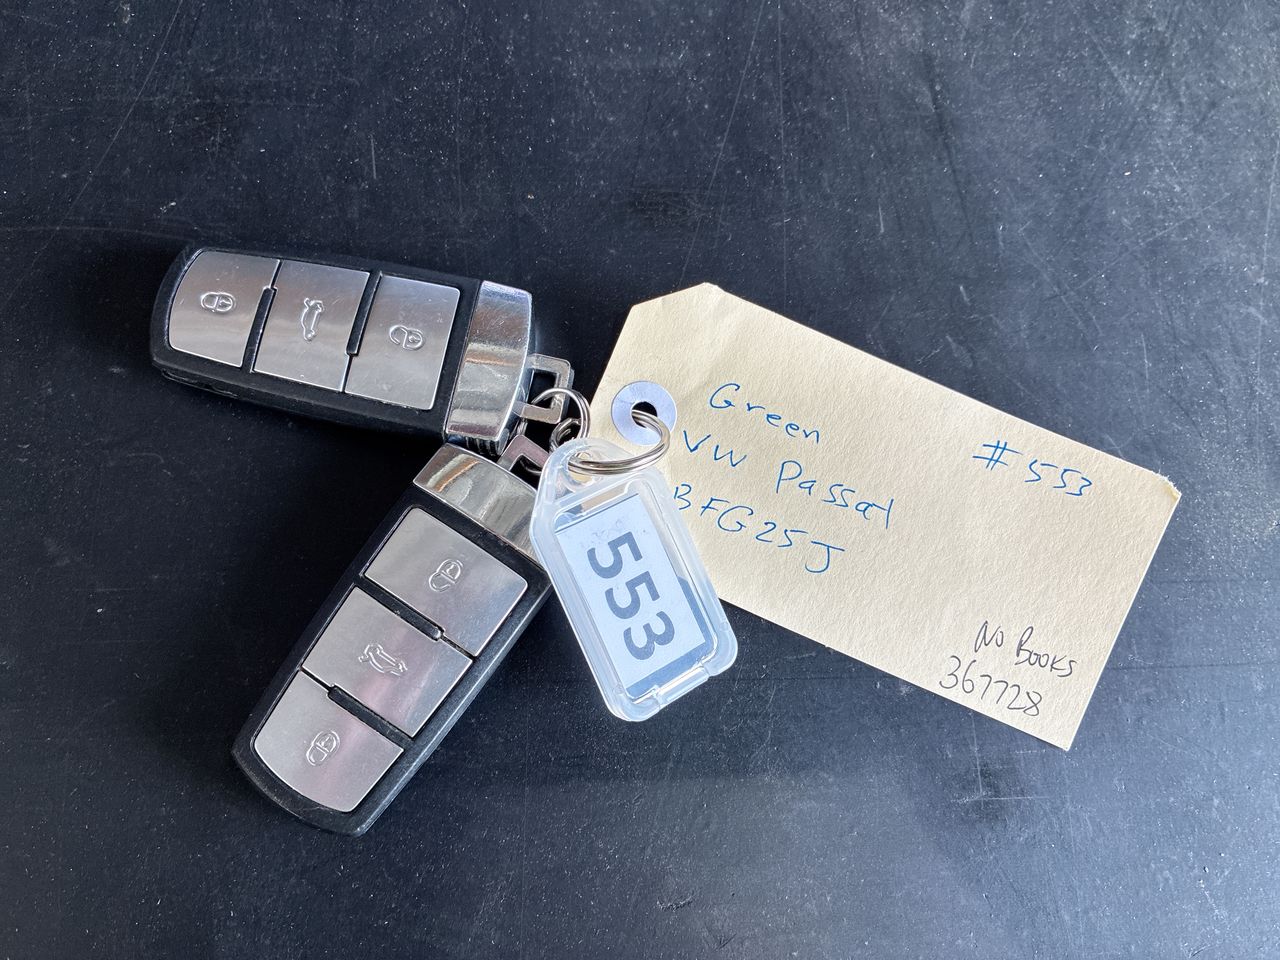 Green
VW Passat
BFG25J
#553
No Books
367728
553